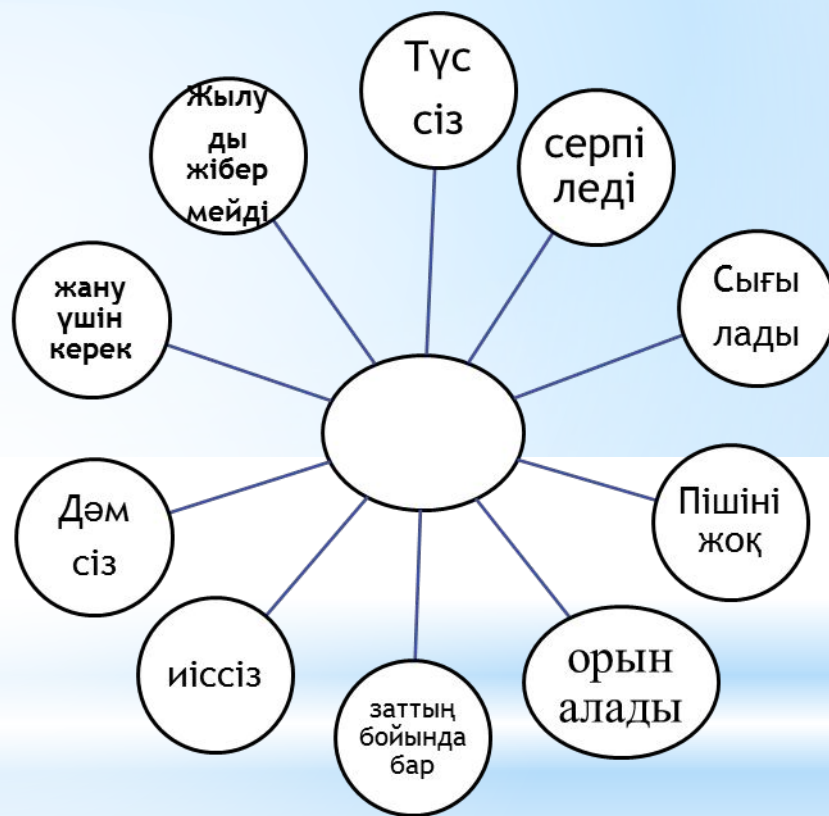 Түс
сіз
серпі
леді
Сығы
лады
Пішіні
жоқ
орын
алады
заттың
бойында
бар
иіссіз
Дәм
сіз
жану
үшін
керек
Жылу
ды
жібер
мейді